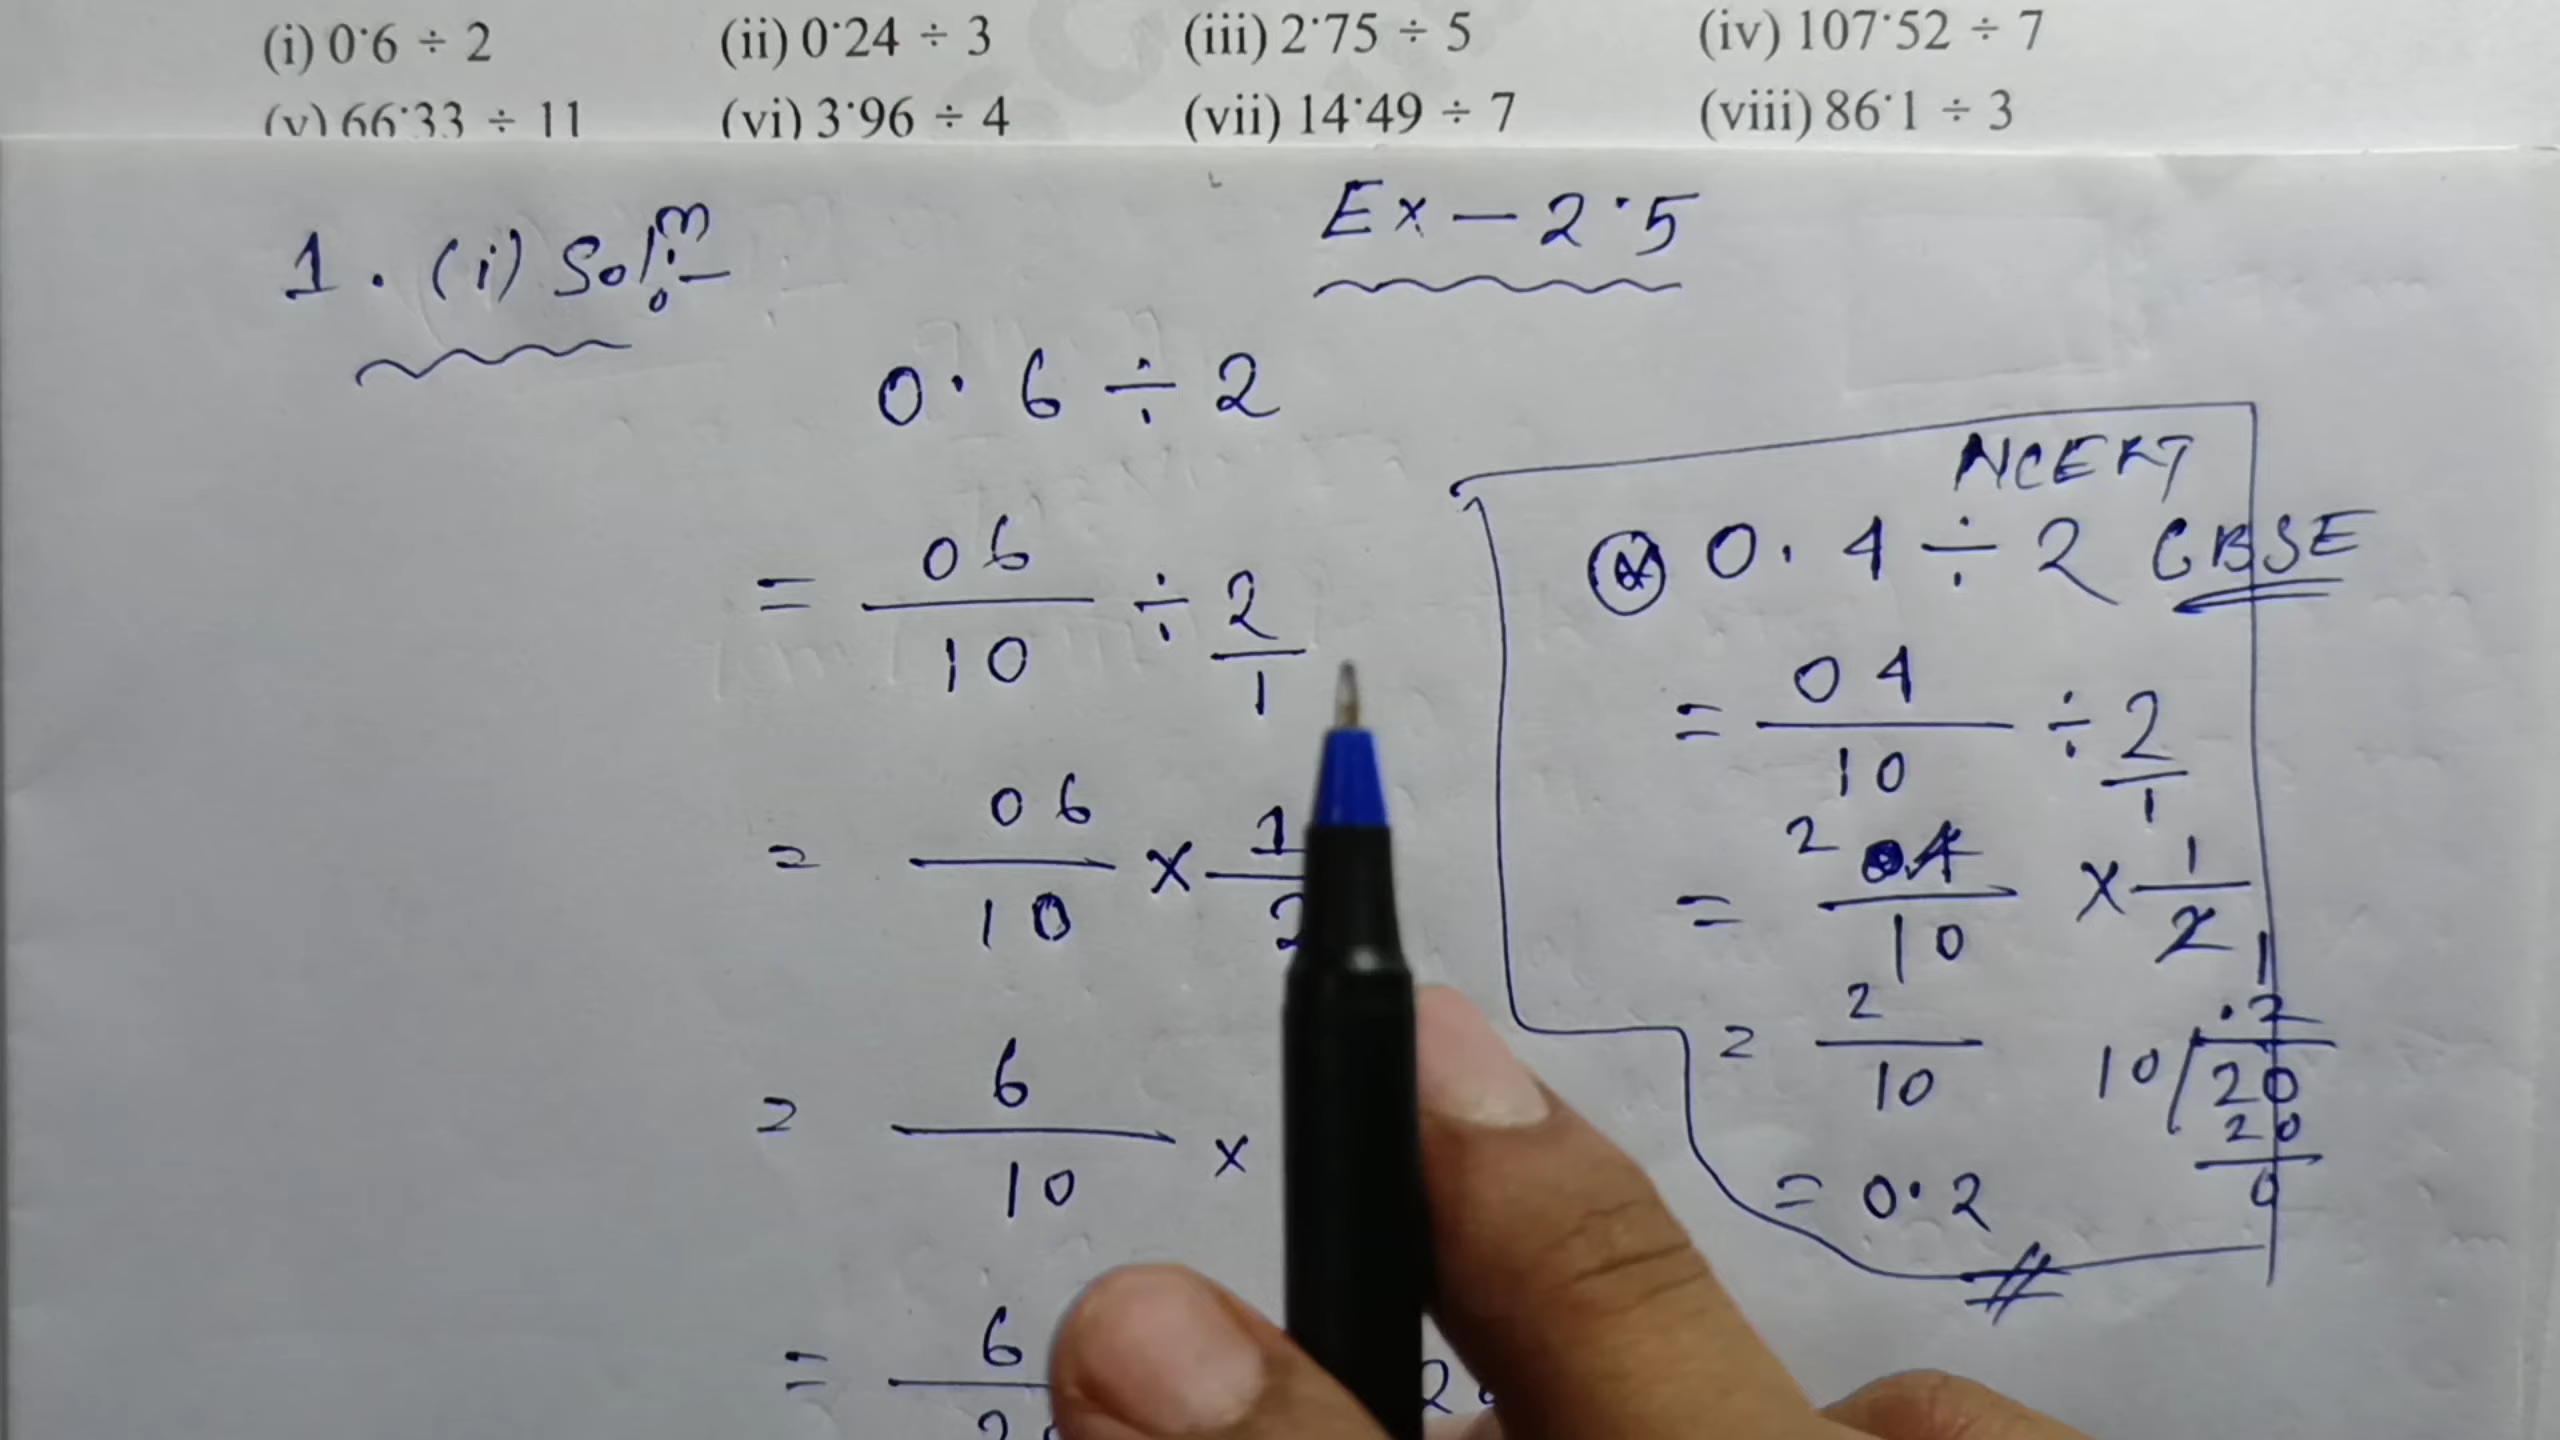 (i) 0·6 ÷ 2 (ii) 0·24 ÷ 3 (iii) 2·75 ÷ 5 (iv) 107·52 ÷ 7
(v) 66·33 ÷ 11 (vi) 3·96 ÷ 4 (vii) 14·49 ÷ 7 (viii) 86·1 ÷ 3
Ex - 2·5
1. (i) Solⁿ:-
0.6 ÷ 2
= 06/10 ÷ 2/1
= 06/10 × 1/2
= 6/10 ×
= 6
NCERT
0.4 ÷ 2 CBSE
= 04/10 ÷ 2/1
= 2 04/10 × 1/2 1
= 2/10
.2
10 20
20
0
= 0.2